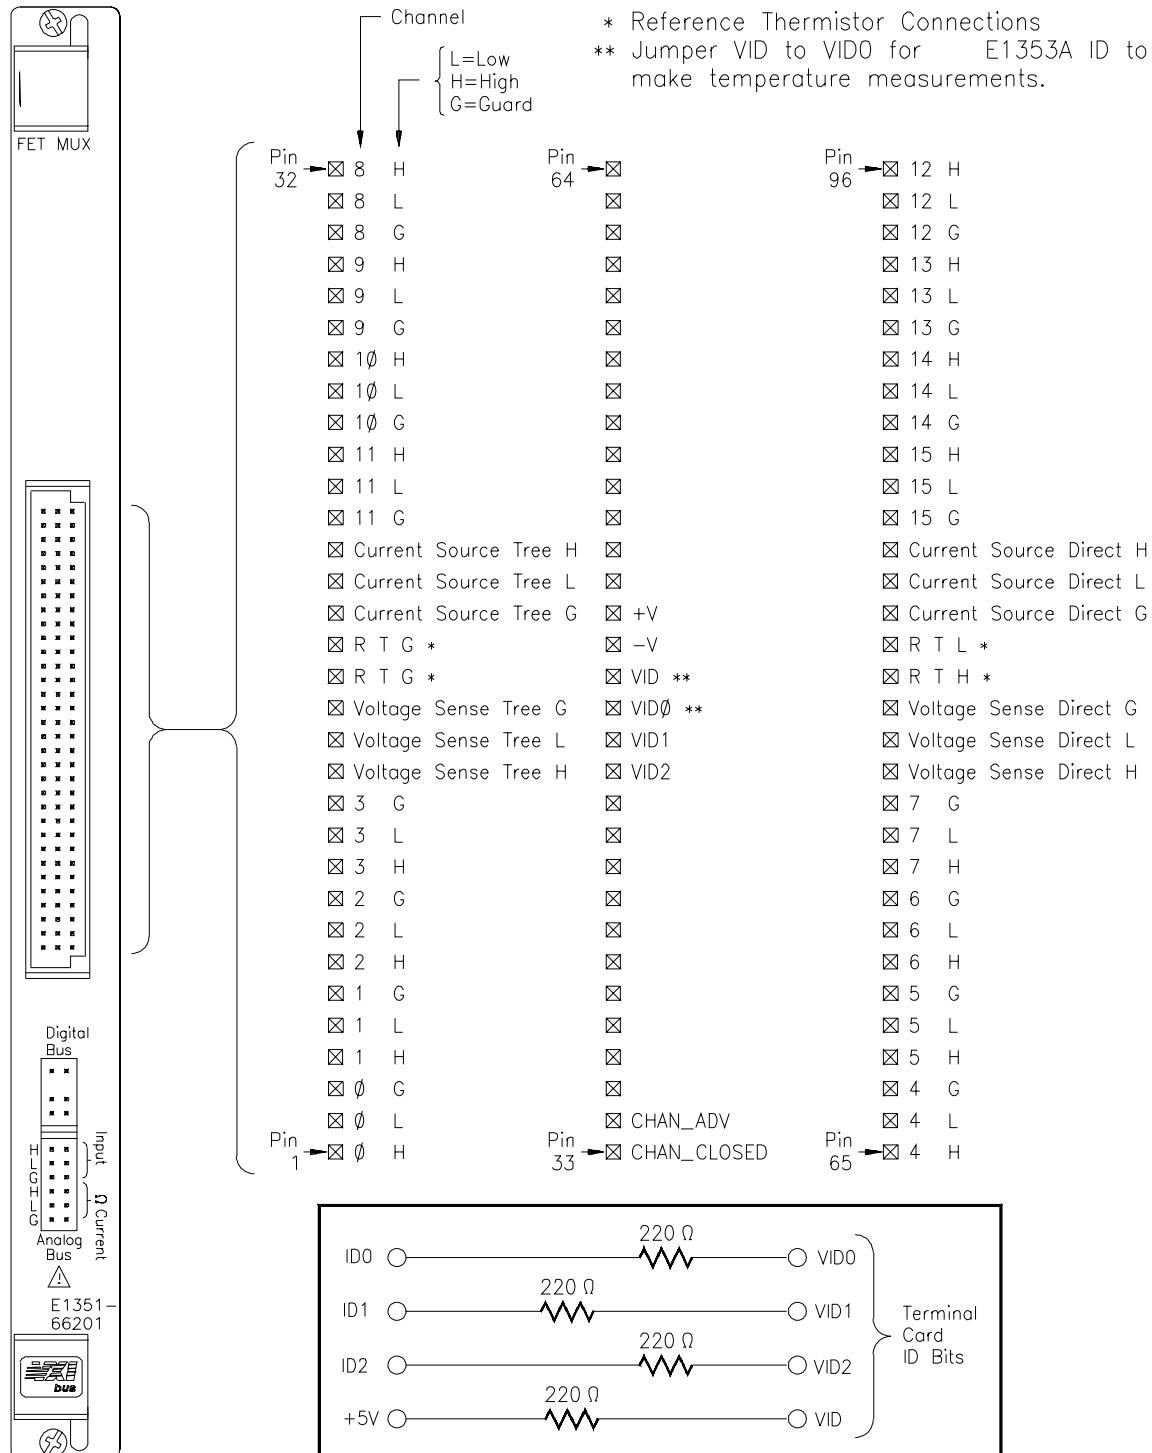 Channel
L=Low
H=High
G=Guard
* Reference Thermistor Connections
** Jumper VID to VID0 for E1353A ID to
make temperature measurements.
FET MUX
Pin 32 8 H Pin 64 Pin 96 12 H
8 L 12 L
8 G 12 G
9 H 13 H
9 L 13 L
9 G 13 G
1Ø H 14 H
1Ø L 14 L
1Ø G 14 G
11 H 15 H
11 L 15 L
11 G 15 G
Current Source Tree H Current Source Direct H
Current Source Tree L Current Source Direct L
Current Source Tree G +V Current Source Direct G
R T G * –V R T L *
R T G * VID ** R T H *
Voltage Sense Tree G VIDØ ** Voltage Sense Direct G
Voltage Sense Tree L VID1 Voltage Sense Direct L
Voltage Sense Tree H VID2 Voltage Sense Direct H
3 G 7 G
3 L 7 L
3 H 7 H
2 G 6 G
2 L 6 L
2 H 6 H
1 G 5 G
1 L 5 L
1 H 5 H
Ø G 4 G
Ø L CHAN_ADV 4 L
Pin 1 Ø H Pin 33 CHAN_CLOSED Pin 65 4 H
Digital
Bus
H
L
G
H
L
G
Input
Ω Current
Analog
Bus
E1351–
66201
VXI
bus
220 Ω
ID0 VID0
220 Ω
ID1 VID1
220 Ω
ID2 VID2
220 Ω
+5V VID
Terminal
Card
ID Bits